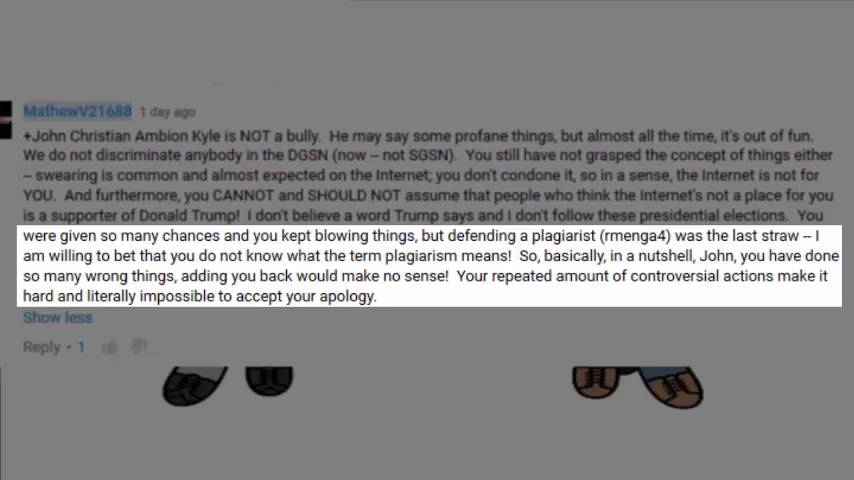 MathewV21688 1 day ago
+John Christian Ambion Kyle is NOT a bully. He may say some profane things, but almost all the time, it's out of fun.
We do not discriminate anybody in the DGSN (now -- not SGSN). You still have not grasped the concept of things either
-- swearing is common and almost expected on the Internet; you don't condone it, so in a sense, the Internet is not for
YOU. And furthermore, you CANNOT and SHOULD NOT assume that people who think the Internet's not a place for you
is a supporter of Donald Trump! I don't believe a word Trump says and I don't follow these presidential elections. You
were given so many chances and you kept blowing things, but defending a plagiarist (rmenga4) was the last straw -- I
am willing to bet that you do not know what the term plagiarism means! So, basically, in a nutshell, John, you have done
so many wrong things, adding you back would make no sense! Your repeated amount of controversial actions make it
hard and literally impossible to accept your apology.
Show less
Reply • 1